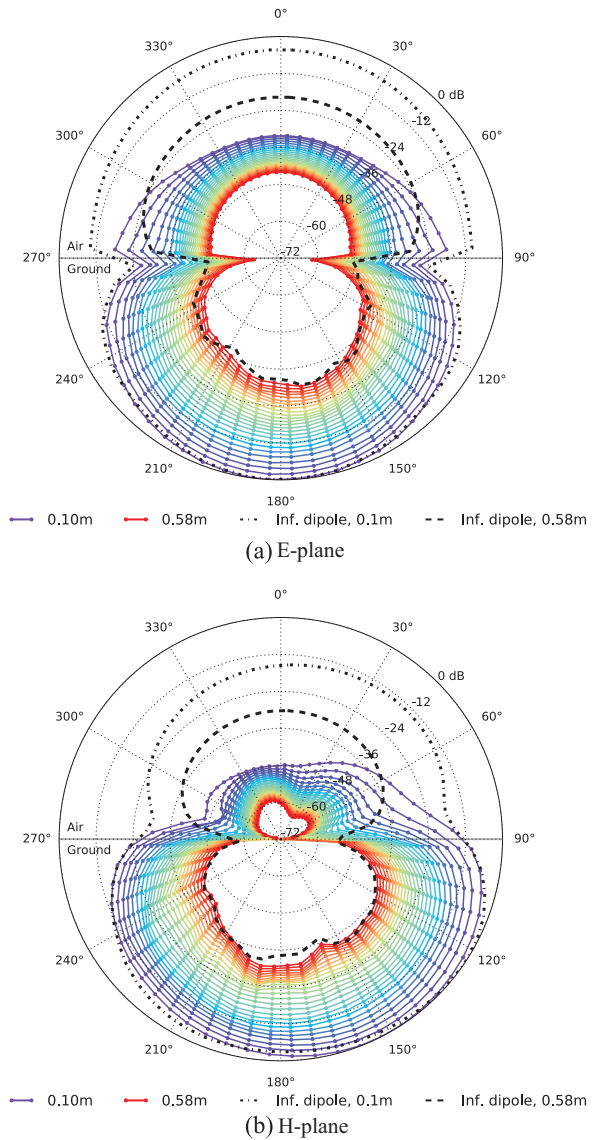 0°
330° 30°
0 dB
-12
300° -24 60°
-36
-48
-60
Air
270° -72 90°
Ground
240° 120°
210° 150°
180°
0.10m 0.58m Inf. dipole, 0.1m Inf. dipole, 0.58m
(a) E-plane
0°
330° 30°
0 dB
-12
300° -24 60°
-36
-48
-60
Air
270° -72 90°
Ground
240° 120°
210° 150°
180°
0.10m 0.58m Inf. dipole, 0.1m Inf. dipole, 0.58m
(b) H-plane